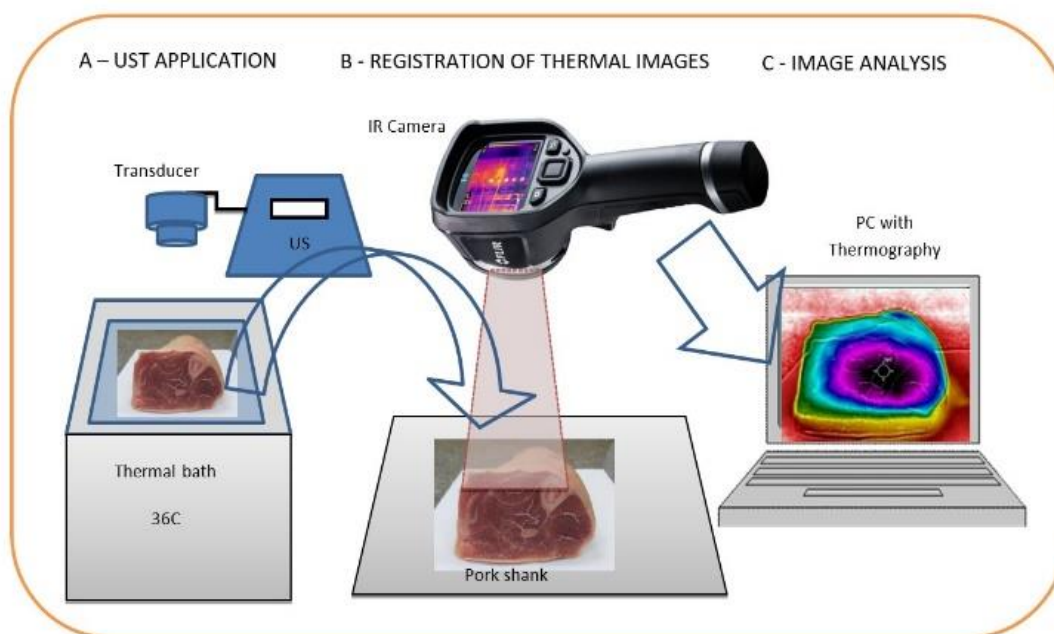 A – UST APPLICATION
B - REGISTRATION OF THERMAL IMAGES
C - IMAGE ANALYSIS
IR Camera
Transducer
US
PC with
Thermography
FLIR
Thermal bath
36C
Pork shank